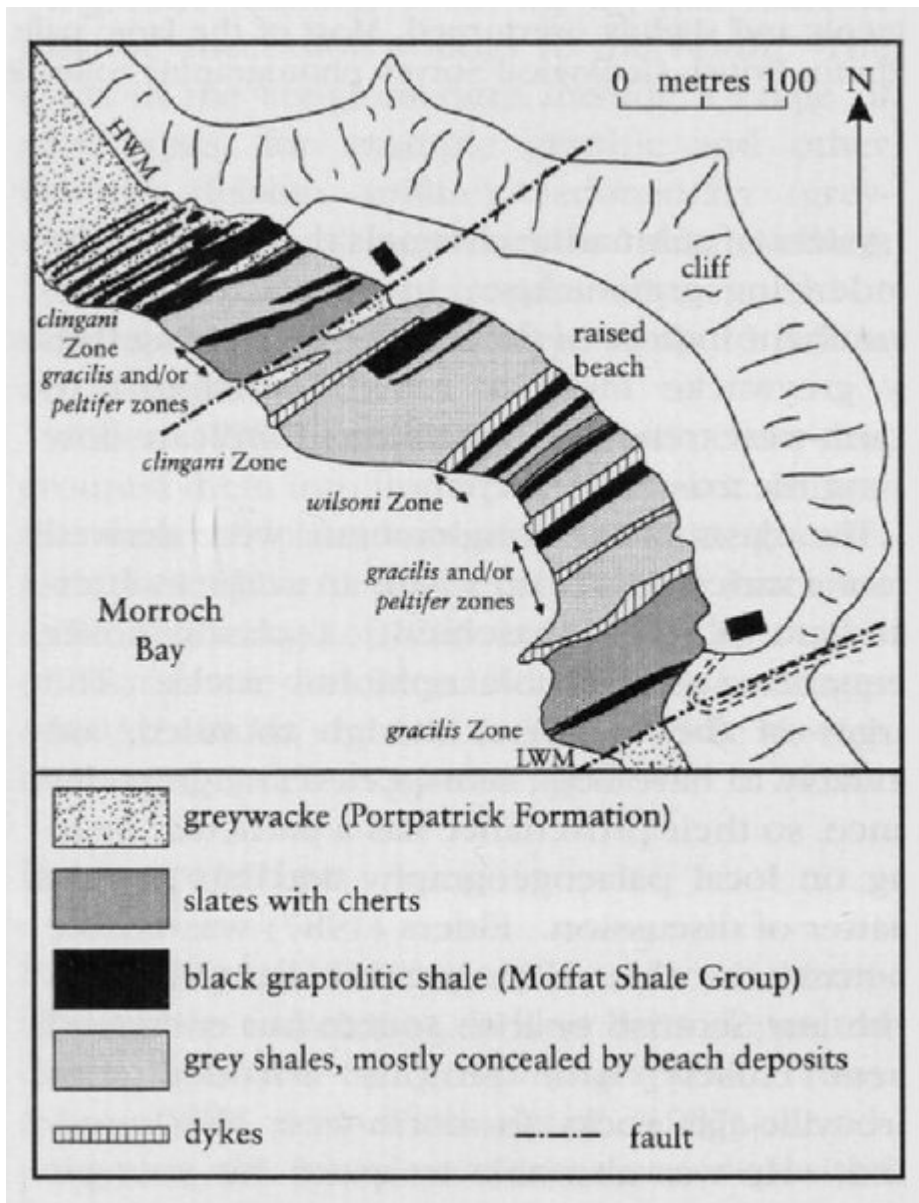 0 metres 100
N
HWM
cliff
clingani
Zone
gracilis and/or
peltifer zones
raised
beach
clingani Zone
wilsoni Zone
gracilis and/or
peltifer zones
Morroch
Bay
gracilis Zone
LWM
greywacke (Portpatrick Formation)
slates with cherts
black graptolitic shale (Moffat Shale Group)
grey shales, mostly concealed by beach deposits
dykes
fault